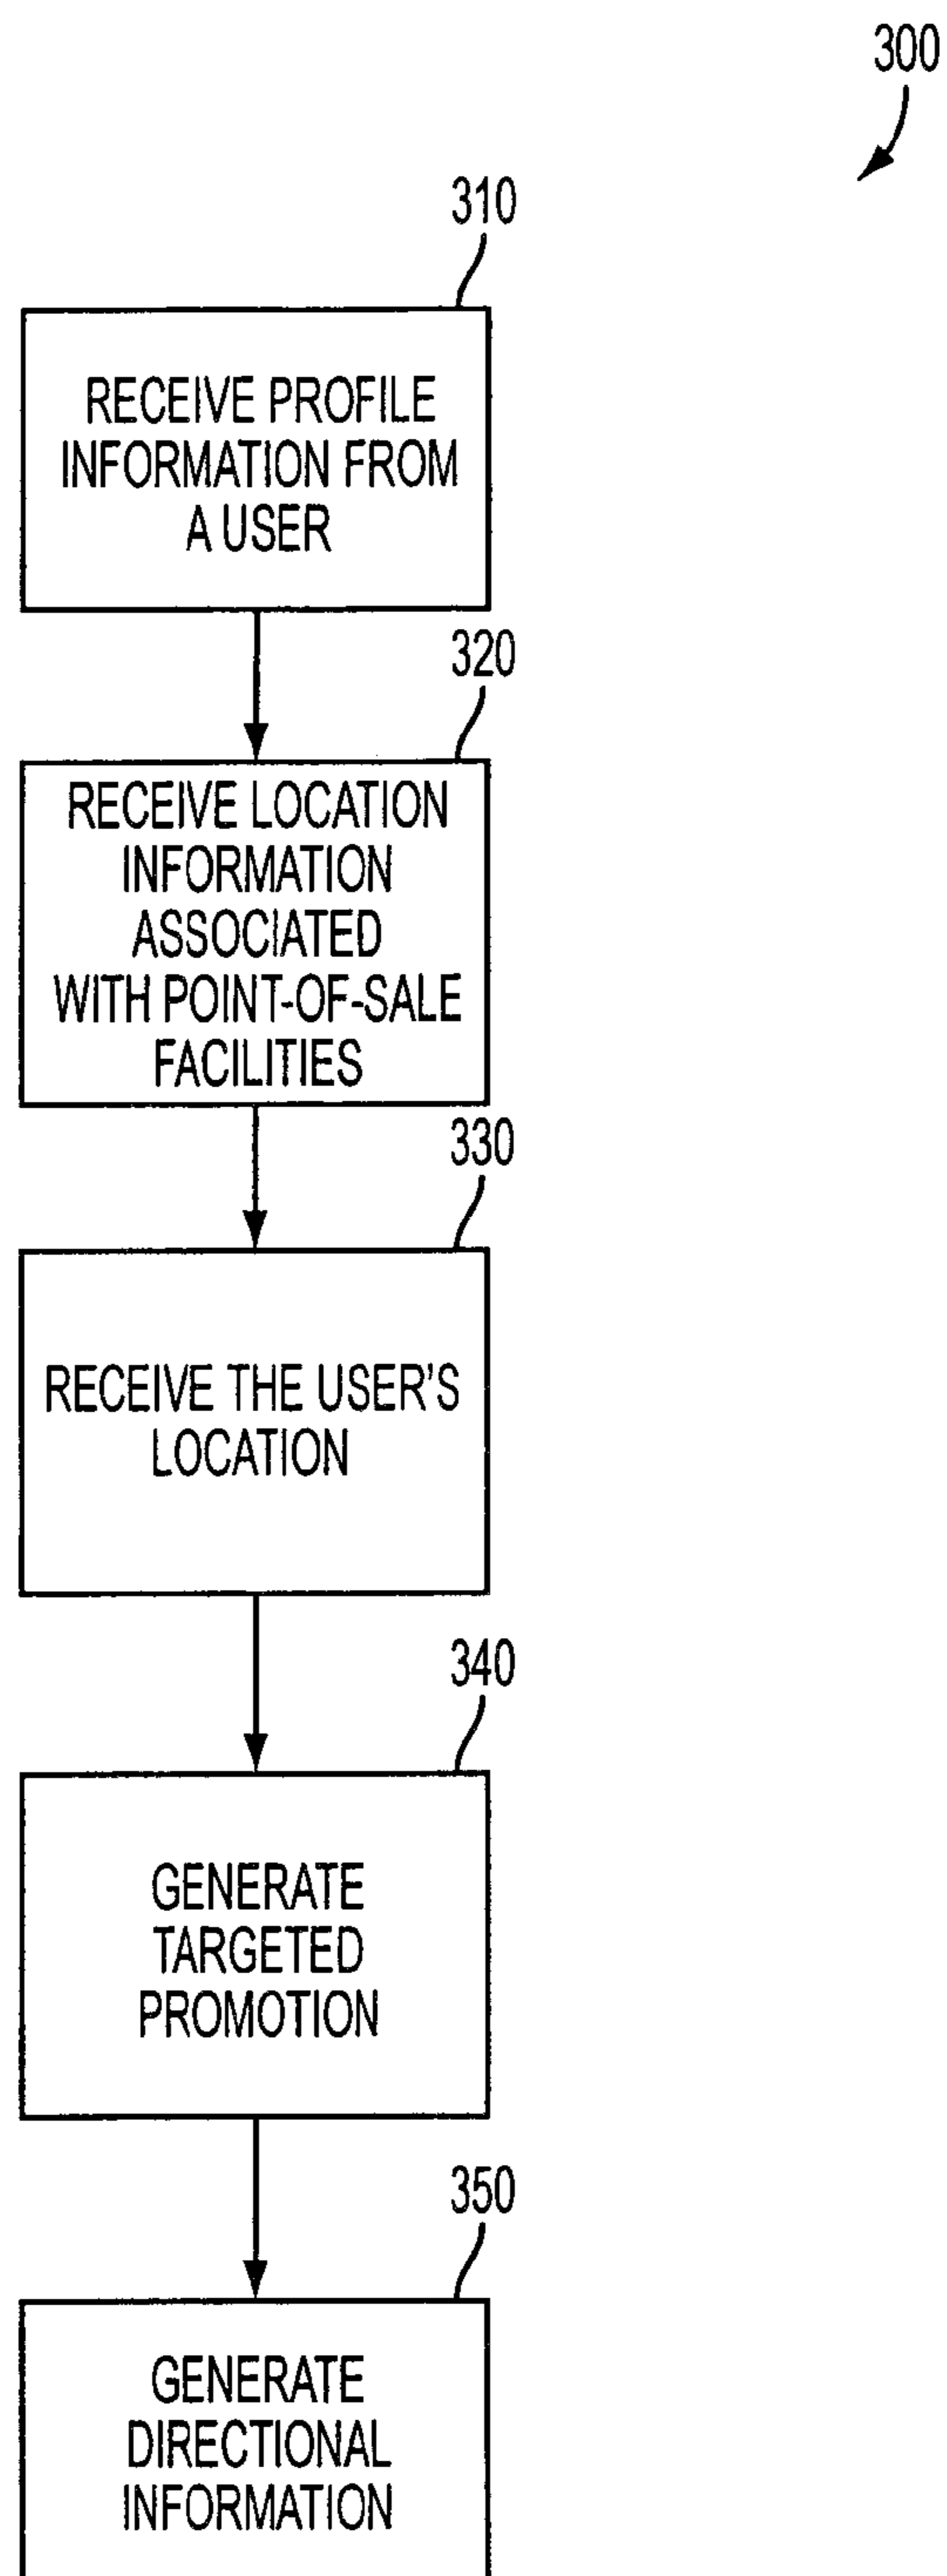 300
310
RECEIVE PROFILE
INFORMATION FROM
A USER
320
RECEIVE LOCATION
INFORMATION
ASSOCIATED
WITH POINT-OF-SALE
FACILITIES
330
RECEIVE THE USER'S
LOCATION
340
GENERATE
TARGETED
PROMOTION
350
GENERATE
DIRECTIONAL
INFORMATION